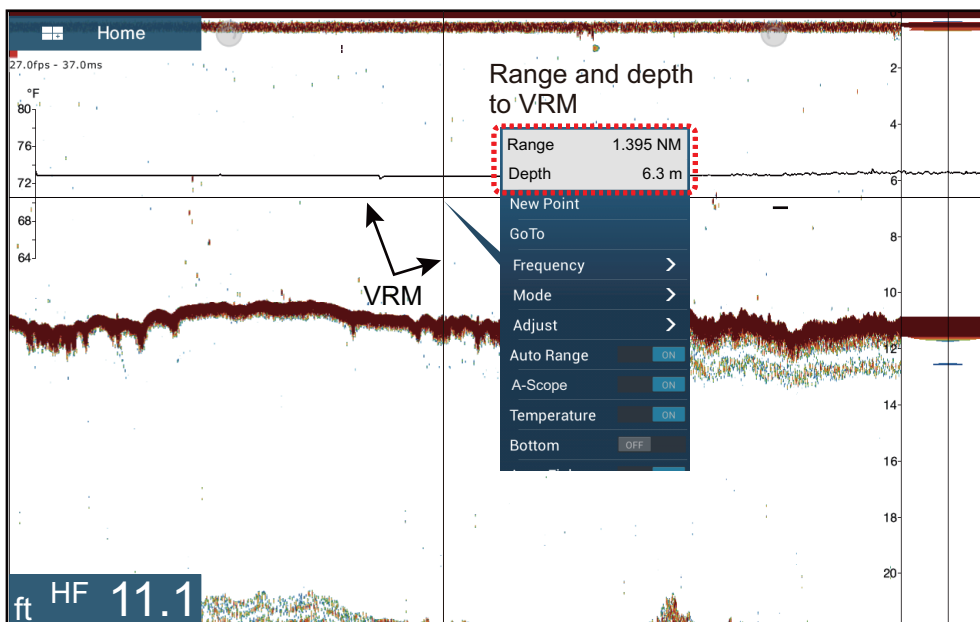 Home
27.0fps - 37.0ms
°F
80
76
72
68
64
Range and depth
to VRM
Range 1.395 NM
Depth 6.3 m
New Point
GoTo
Frequency
Mode
Adjust
Auto Range ON
A-Scope ON
Temperature ON
Bottom OFF
VRM
0
2
4
6
8
10
12
14
16
18
20
ft HF 11.1